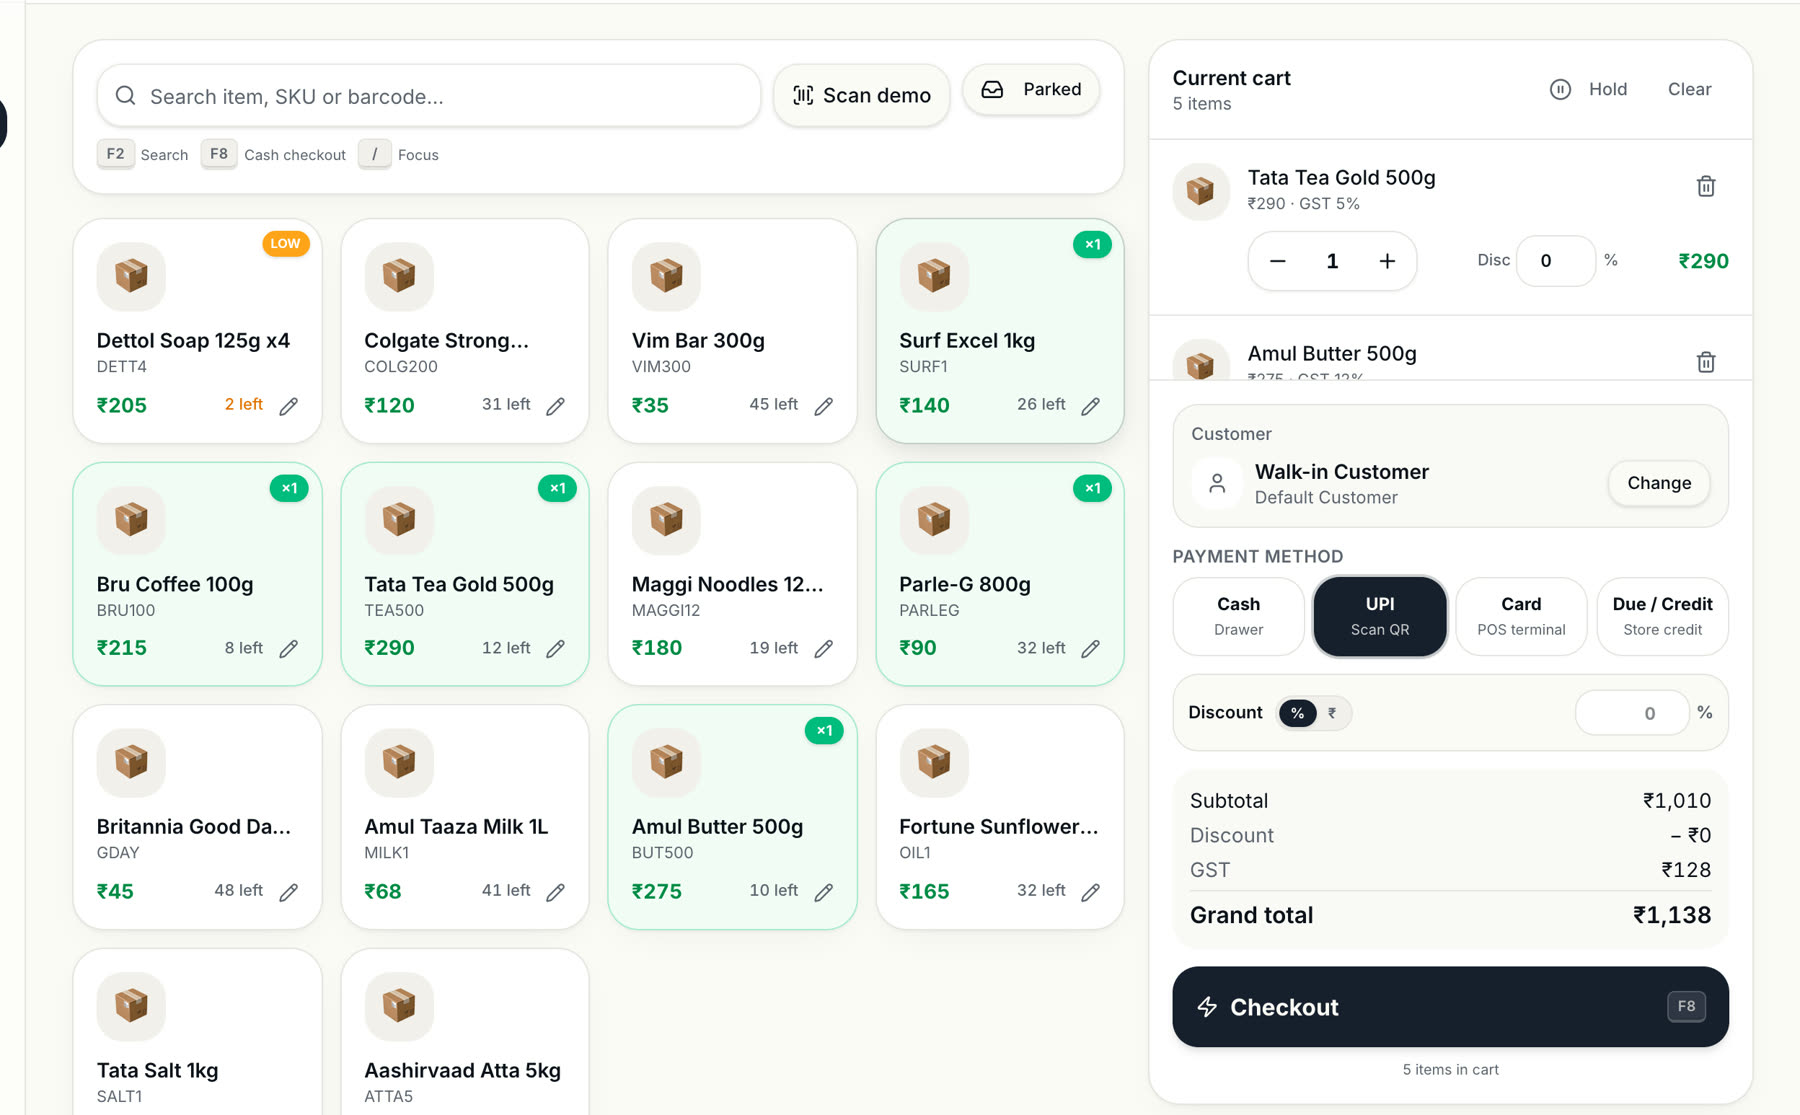 Search item, SKU or barcode...
Scan demo
Parked
F2 Search F8 Cash checkout / Focus
LOW
Dettol Soap 125g x4
DETT4
₹205 2 left
Colgate Strong...
COLG200
₹120 31 left
Vim Bar 300g
VIM300
₹35 45 left
×1
Surf Excel 1kg
SURF1
₹140 26 left
×1
Bru Coffee 100g
BRU100
₹215 8 left
×1
Tata Tea Gold 500g
TEA500
₹290 12 left
Maggi Noodles 12...
MAGGI12
₹180 19 left
×1
Parle-G 800g
PARLEG
₹90 32 left
Britannia Good Da...
GDAY
₹45 48 left
Amul Taaza Milk 1L
MILK1
₹68 41 left
×1
Amul Butter 500g
BUT500
₹275 10 left
Fortune Sunflower...
OIL1
₹165 32 left
Tata Salt 1kg
SALT1
Aashirvaad Atta 5kg
ATTA5
Current cart
5 items
Hold
Clear
Tata Tea Gold 500g
₹290 · GST 5%
− 1 + Disc 0 % ₹290
Amul Butter 500g
₹275 · GST 12%
Customer
Walk-in Customer
Default Customer
Change
PAYMENT METHOD
Cash
Drawer
UPI
Scan QR
Card
POS terminal
Due / Credit
Store credit
Discount % ₹ 0 %
Subtotal ₹1,010
Discount − ₹0
GST ₹128
Grand total ₹1,138
Checkout F8
5 items in cart